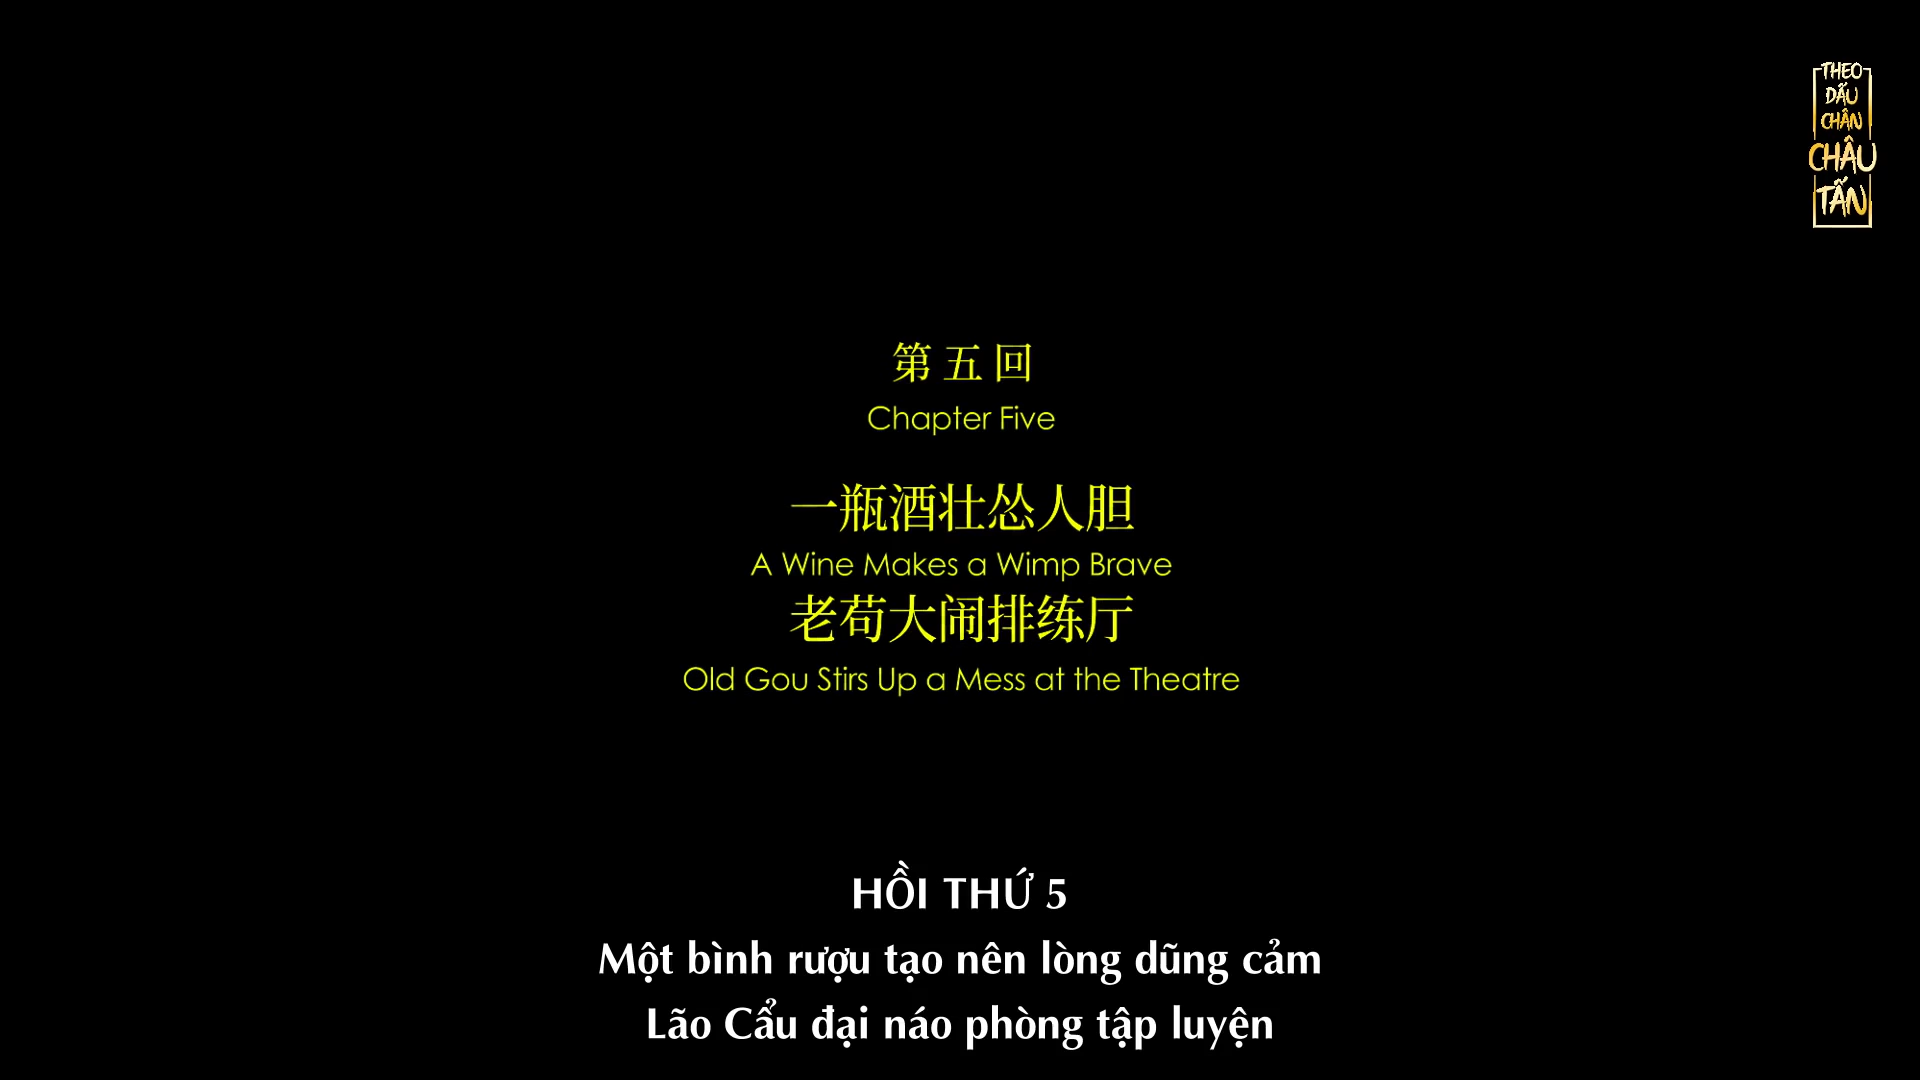 THEO
DẤU
CHÂN
CHÂU
TẤN
第五回
Chapter Five
一瓶酒壮怂人胆
A Wine Makes a Wimp Brave
老苟大闹排练厅
Old Gou Stirs Up a Mess at the Theatre
HỒI THỨ 5
Một bình rượu tạo nên lòng dũng cảm
Lão Cẩu đại náo phòng tập luyện